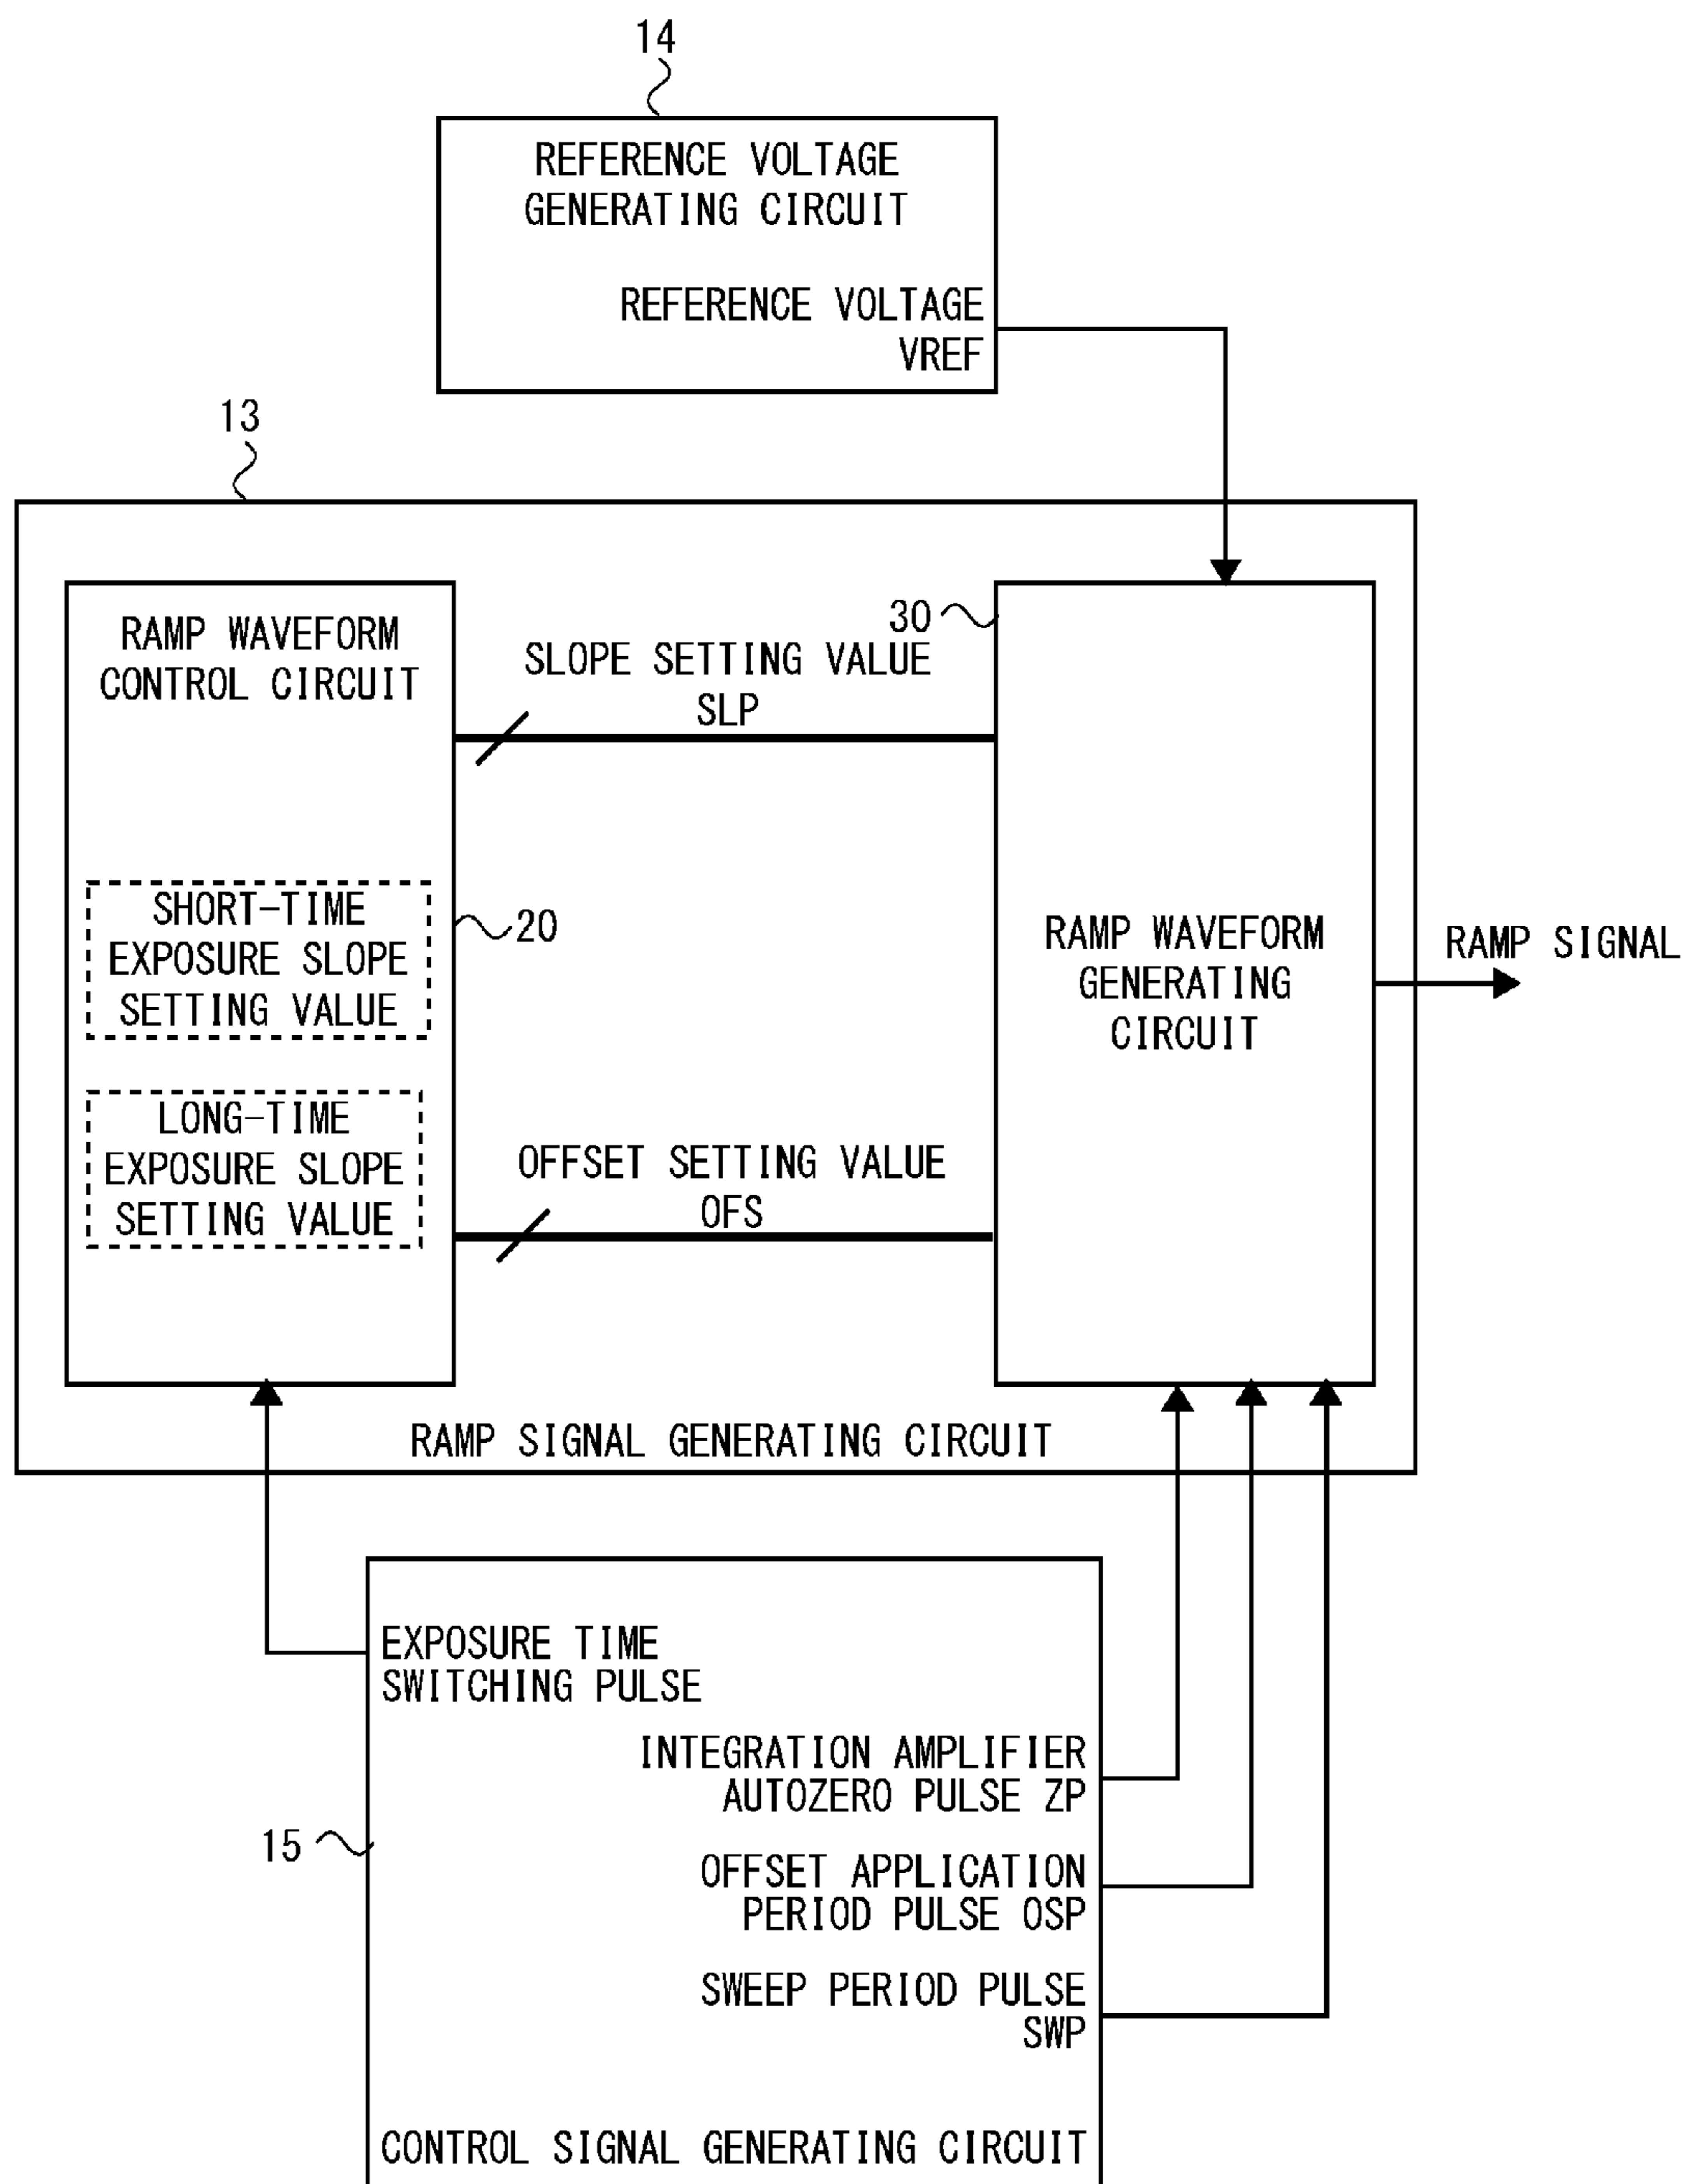 14
REFERENCE VOLTAGE
GENERATING CIRCUIT
REFERENCE VOLTAGE
VREF
13
RAMP WAVEFORM
CONTROL CIRCUIT
30
SLOPE SETTING VALUE
SLP
SHORT-TIME
EXPOSURE SLOPE
SETTING VALUE
20
RAMP WAVEFORM
GENERATING
CIRCUIT
RAMP SIGNAL
LONG-TIME
EXPOSURE SLOPE
SETTING VALUE
OFFSET SETTING VALUE
OFS
RAMP SIGNAL GENERATING CIRCUIT
EXPOSURE TIME
SWITCHING PULSE
INTEGRATION AMPLIFIER
AUTOZERO PULSE ZP
15
OFFSET APPLICATION
PERIOD PULSE OSP
SWEEP PERIOD PULSE
SWP
CONTROL SIGNAL GENERATING CIRCUIT